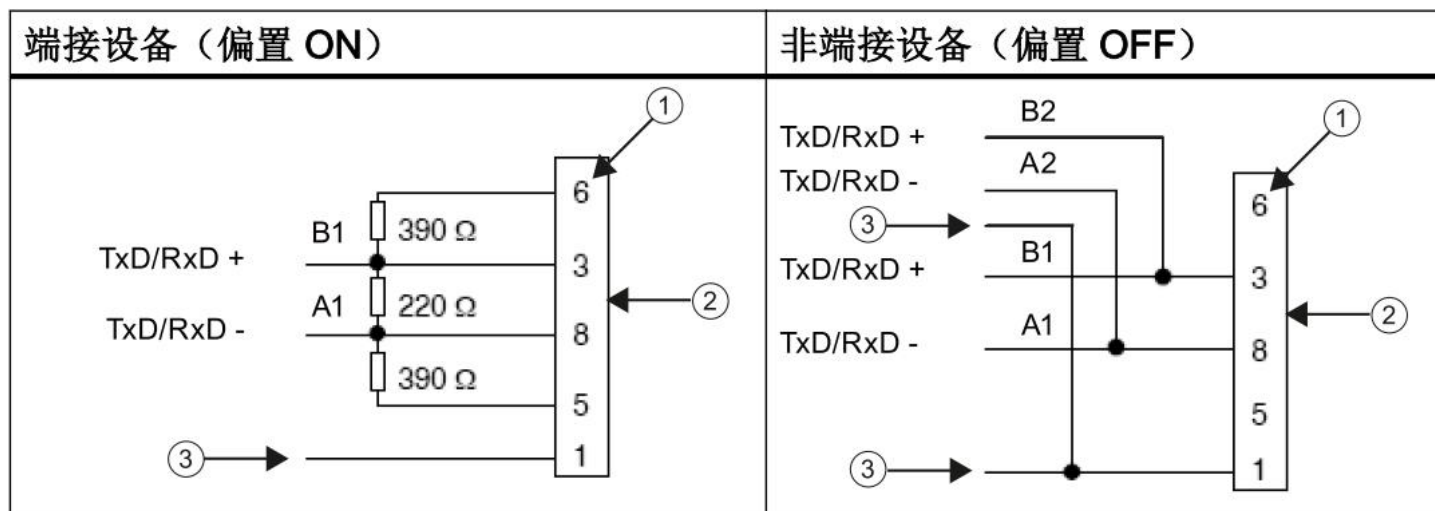 端接设备（偏置 ON）
非端接设备（偏置 OFF）
①
6
B1
390 Ω
TxD/RxD +
3
A1
220 Ω
②
TxD/RxD -
8
390 Ω
5
③
1
B2
①
TxD/RxD +
A2
TxD/RxD -
6
③
B1
TxD/RxD +
3
②
A1
TxD/RxD -
8
5
③
1